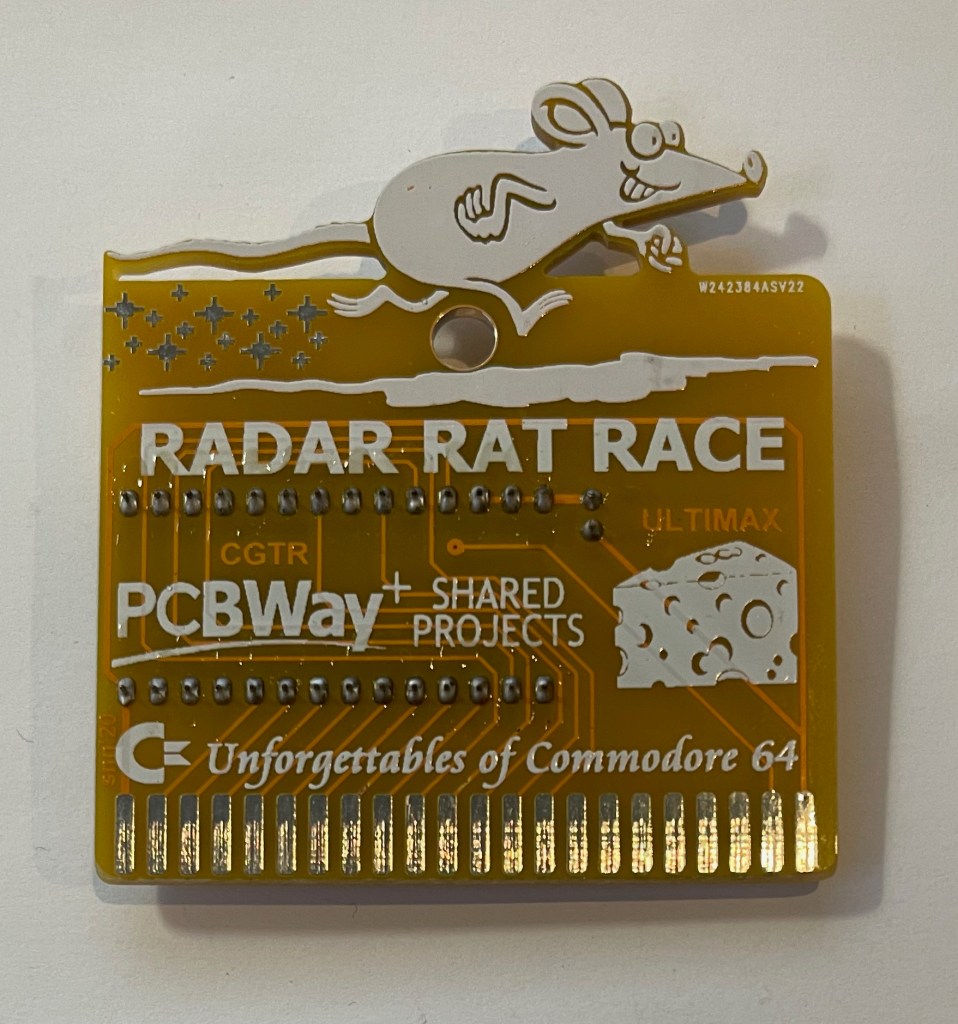 W242384ASV22
RADAR RAT RACE
ULTIMAX
CGTR
PCBWay+ SHARED
PROJECTS
Unforgettables of Commodore 64